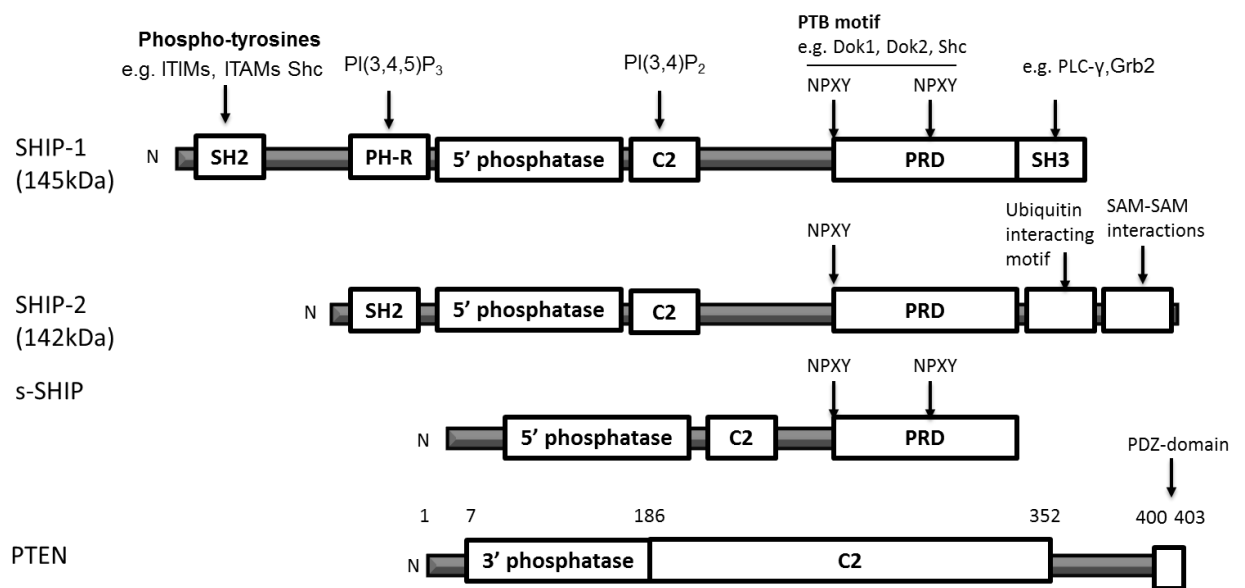 Phospho-tyrosines
e.g. ITIMs, ITAMs Shc
PI(3,4,5)P₃
PI(3,4)P₂
PTB motif
e.g. Dok1, Dok2, Shc
NPXY NPXY
e.g. PLC-γ,Grb2
SHIP-1
(145kDa)
N SH2 PH-R 5’ phosphatase C2 PRD SH3
NPXY
Ubiquitin
interacting
motif
SAM-SAM
interactions
SHIP-2
(142kDa)
N SH2 5’ phosphatase C2 PRD
s-SHIP
NPXY NPXY
N 5’ phosphatase C2 PRD
PDZ-domain
1 7 186 352 400 403
PTEN
N 3’ phosphatase C2